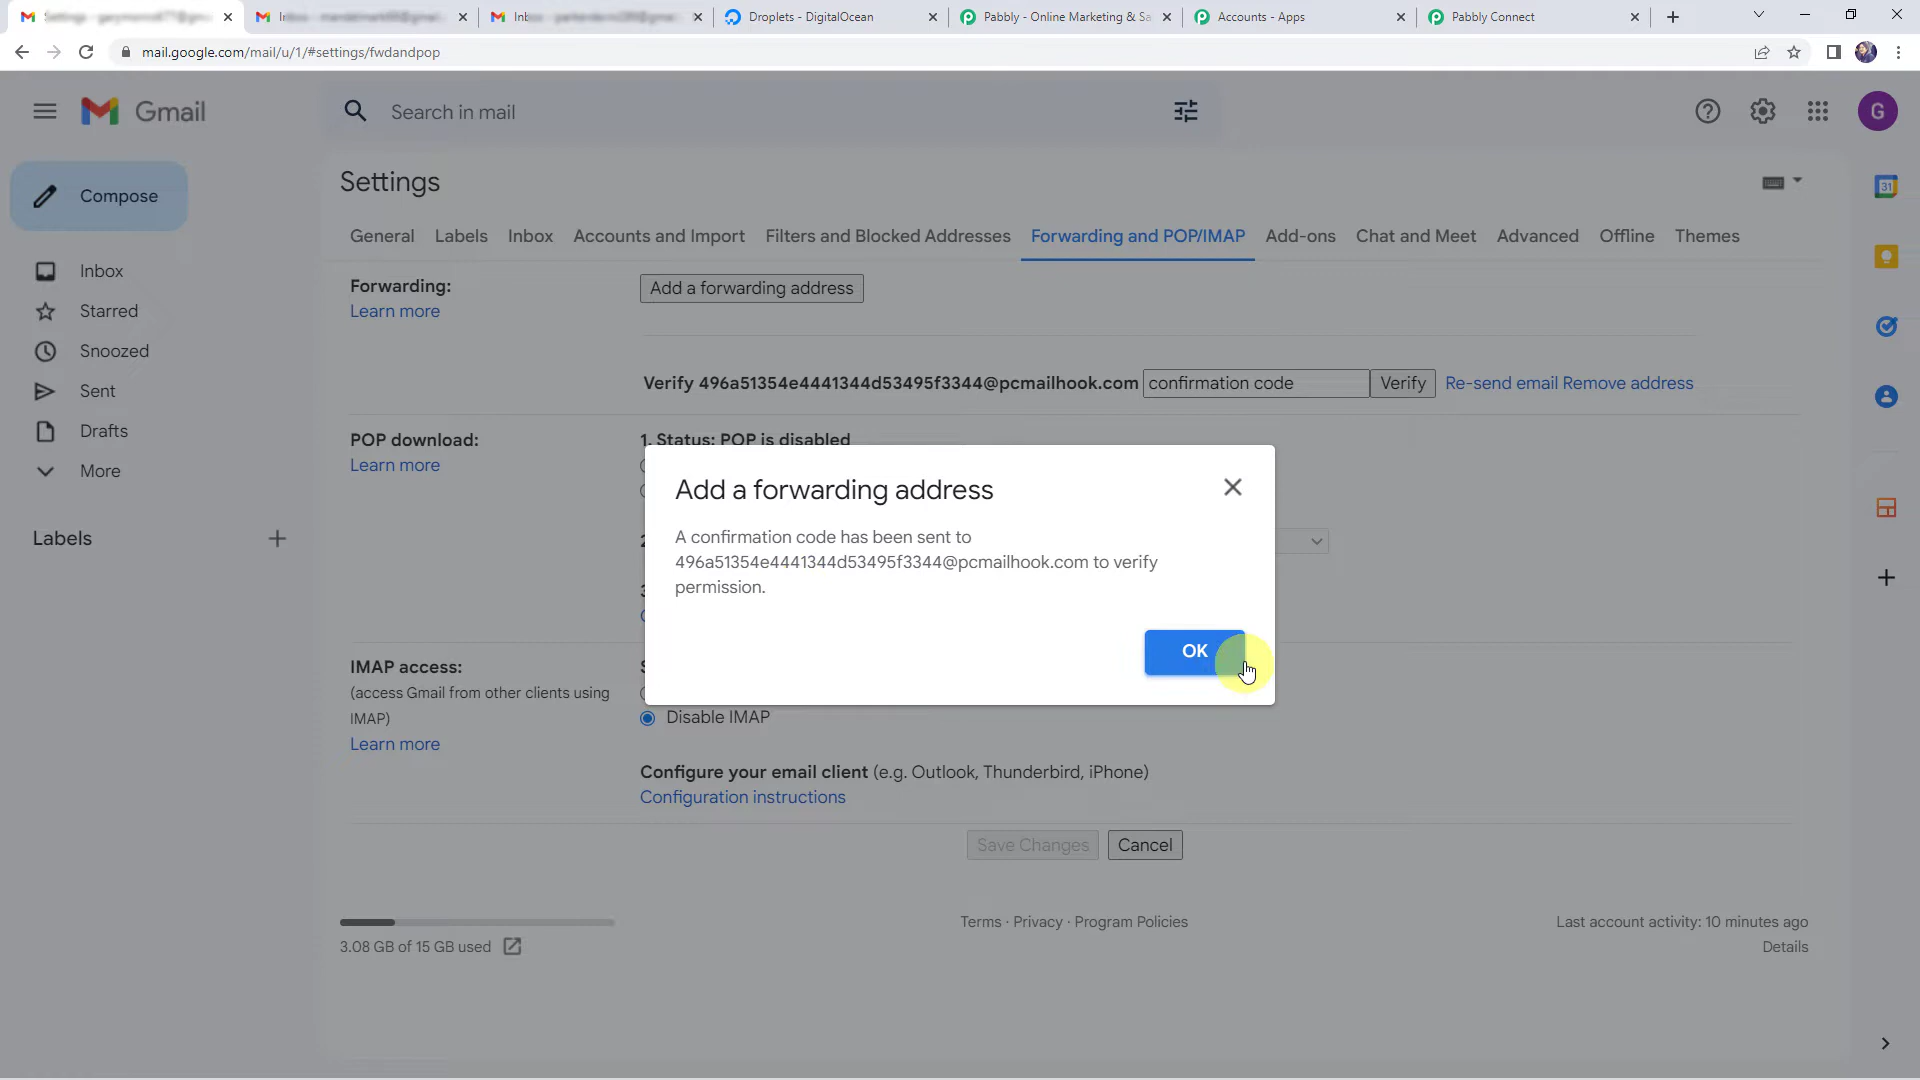 Settings -
Droplets - DigitalOcean
Pabbly - Online Marketing & Sa
Accounts - Apps
Pabbly Connect
mail.google.com/mail/u/1/#settings/fwdandpop
Gmail
Search in mail
G
Compose
Inbox
Starred
Snoozed
Sent
Drafts
More
Labels
Settings
General Labels Inbox Accounts and Import Filters and Blocked Addresses Forwarding and POP/IMAP Add-ons Chat and Meet Advanced Offline Themes
Forwarding:
Learn more
Add a forwarding address
Verify 496a51354e4441344d53495f3344@pcmailhook.com confirmation code Verify Re-send email Remove address
POP download:
Learn more
1. Status: POP is disabled
Add a forwarding address
A confirmation code has been sent to
496a51354e4441344d53495f3344@pcmailhook.com to verify
permission.
OK
IMAP access:
(access Gmail from other clients using
IMAP)
Learn more
Disable IMAP
Configure your email client (e.g. Outlook, Thunderbird, iPhone)
Configuration instructions
Save Changes Cancel
3.08 GB of 15 GB used
Terms · Privacy · Program Policies
Last account activity: 10 minutes ago
Details
31